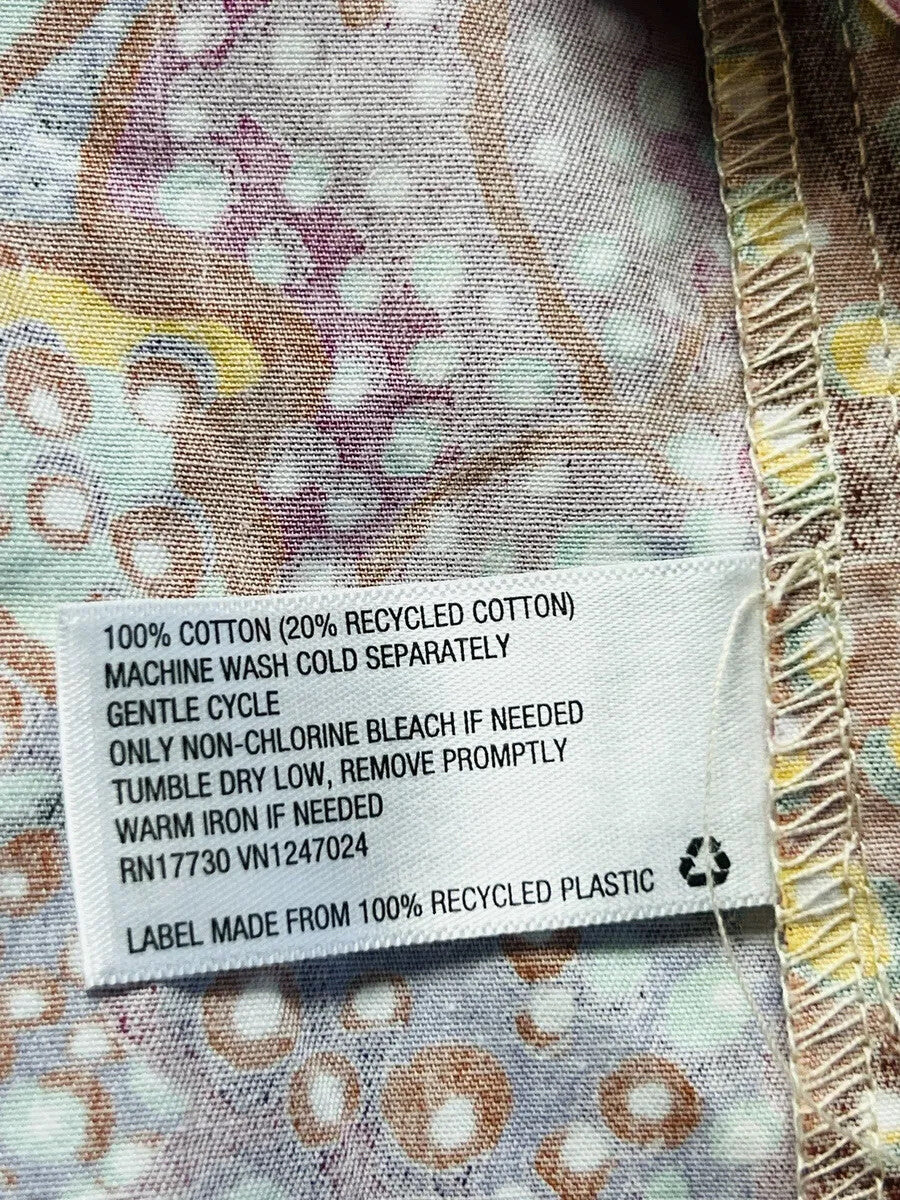 100% COTTON (20% RECYCLED COTTON)
MACHINE WASH COLD SEPARATELY
GENTLE CYCLE
ONLY NON-CHLORINE BLEACH IF NEEDED
TUMBLE DRY LOW, REMOVE PROMPTLY
WARM IRON IF NEEDED
RN17730 VN1247024
LABEL MADE FROM 100% RECYCLED PLASTIC